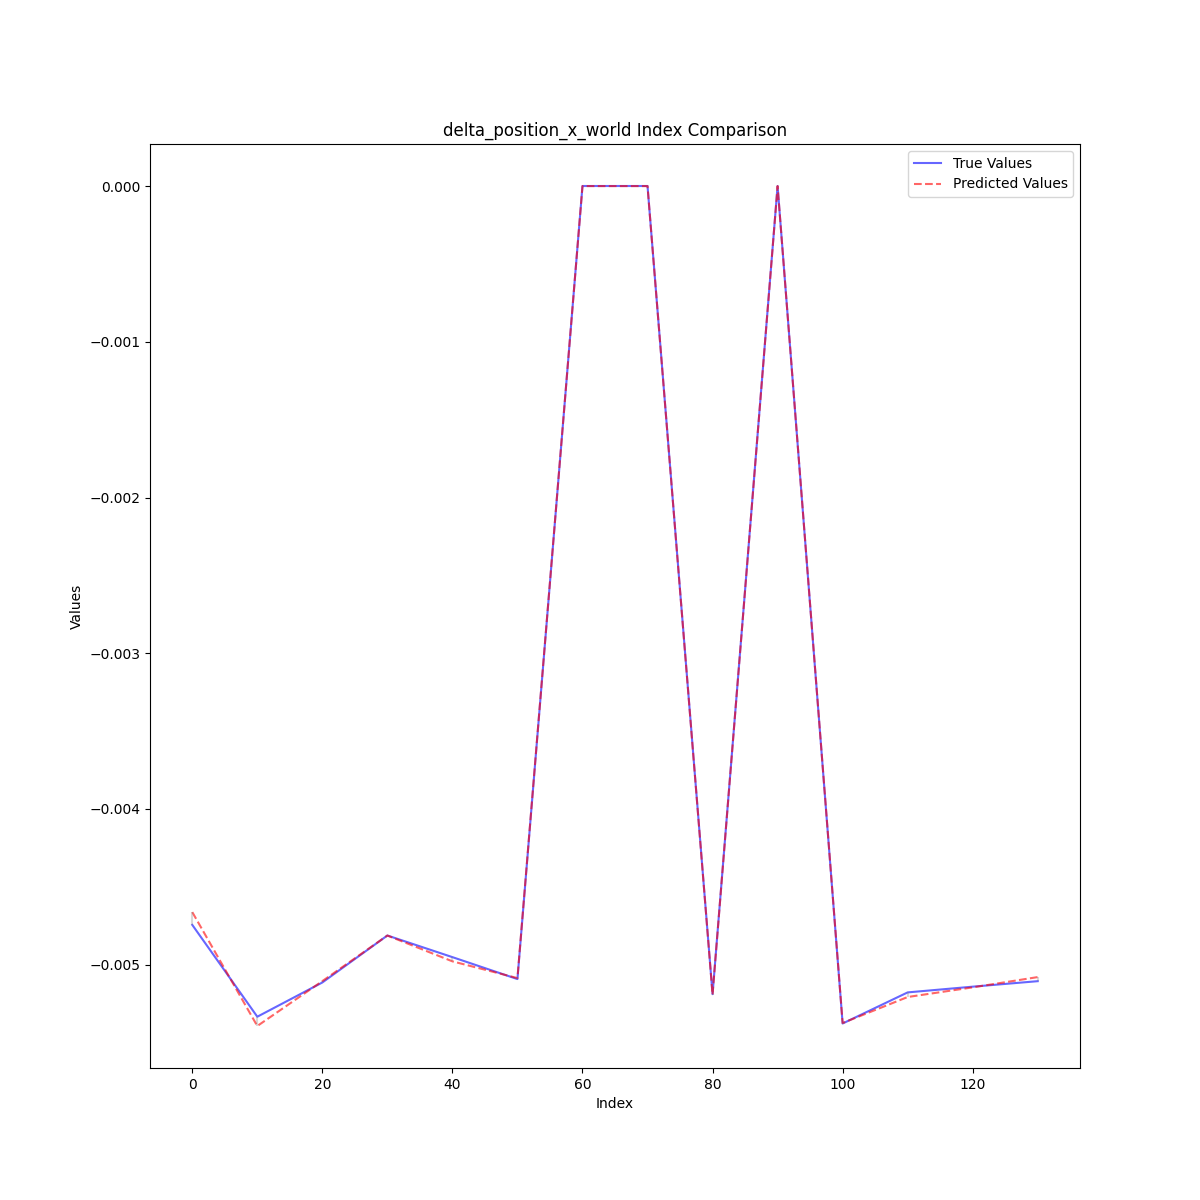 delta_position_x_world Index Comparison
True Values
Predicted Values
0.000
−0.001
−0.002
−0.003
−0.004
−0.005
Values
0 20 40 60 80 100 120
Index